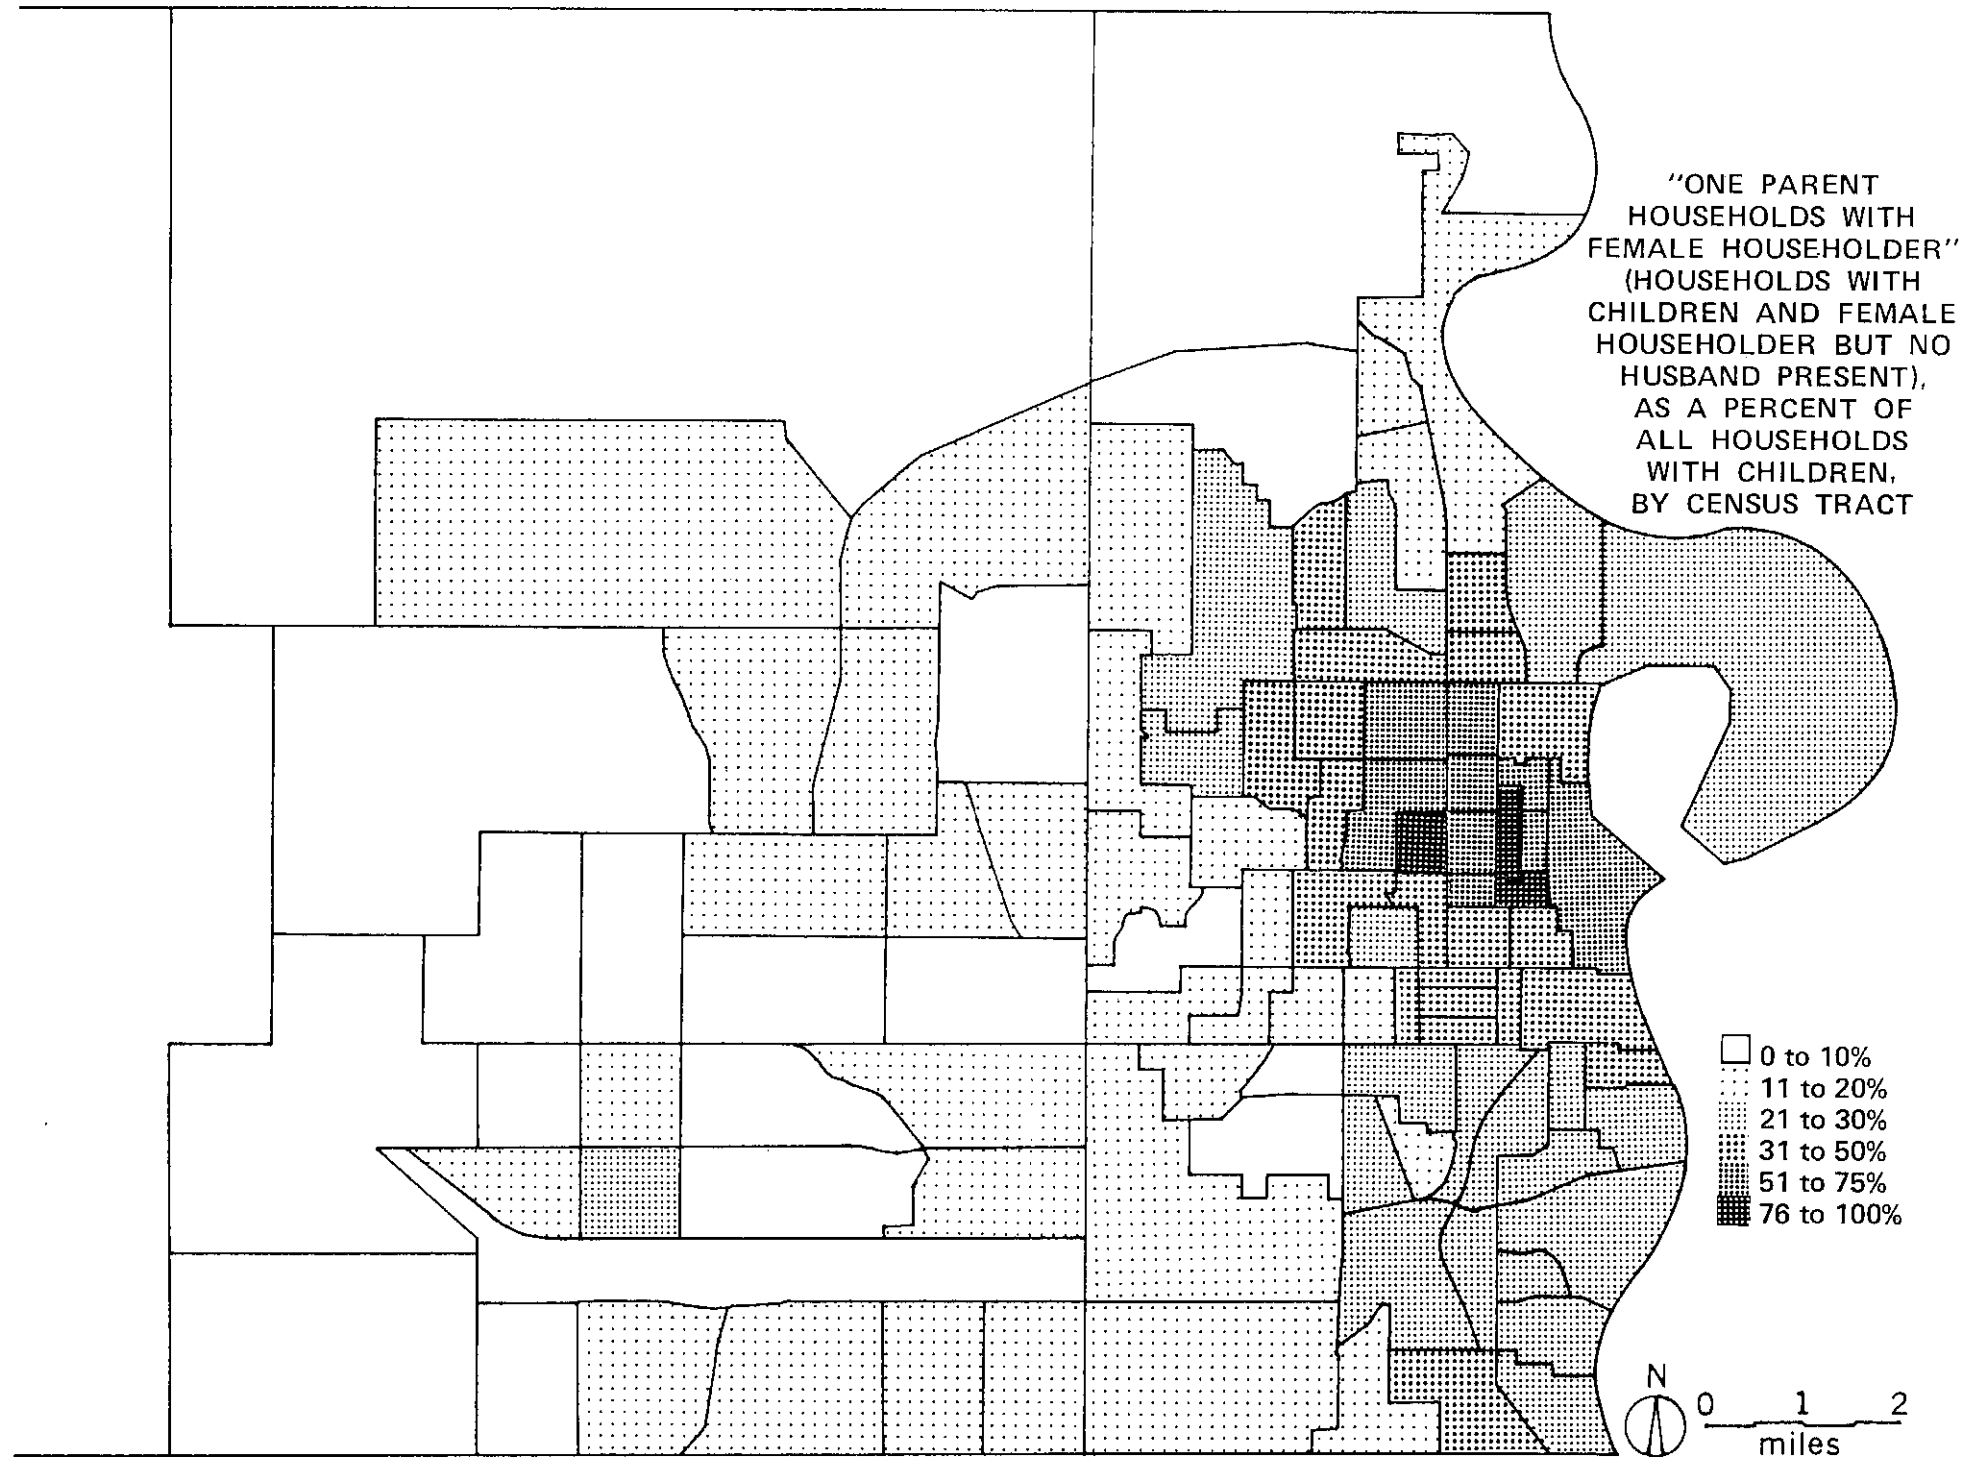 "ONE PARENT
HOUSEHOLDS WITH
FEMALE HOUSEHOLDER"
(HOUSEHOLDS WITH
CHILDREN AND FEMALE
HOUSEHOLDER BUT NO
HUSBAND PRESENT),
AS A PERCENT OF
ALL HOUSEHOLDS
WITH CHILDREN,
BY CENSUS TRACT
0 to 10%
11 to 20%
21 to 30%
31 to 50%
51 to 75%
76 to 100%
N
0 1 2
miles